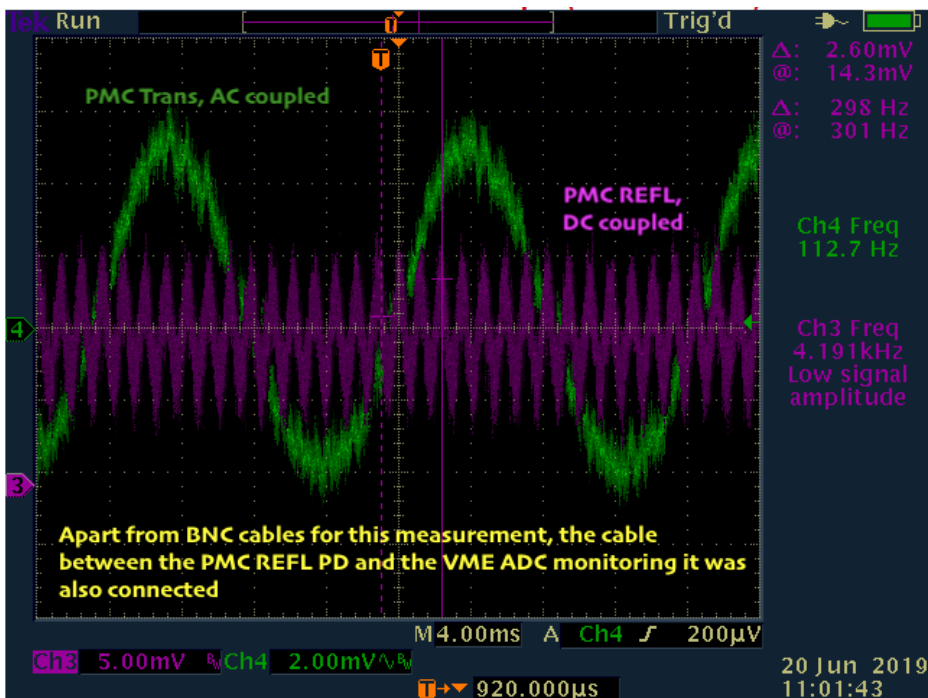 Tek Run Trig'd
T
T
Δ: 2.60mV
@: 14.3mV
Δ: 298 Hz
@: 301 Hz
PMC Trans, AC coupled
PMC REFL,
DC coupled
Ch4 Freq
112.7 Hz
4
Ch3 Freq
4.191kHz
Low signal
amplitude
3
Apart from BNC cables for this measurement, the cable
between the PMC REFL PD and the VME ADC monitoring it was
also connected
M 4.00ms A Ch4 200µV
Ch3 5.00mV BW Ch4 2.00mV BW
T 920.000µs
20 Jun 2019
11:01:43